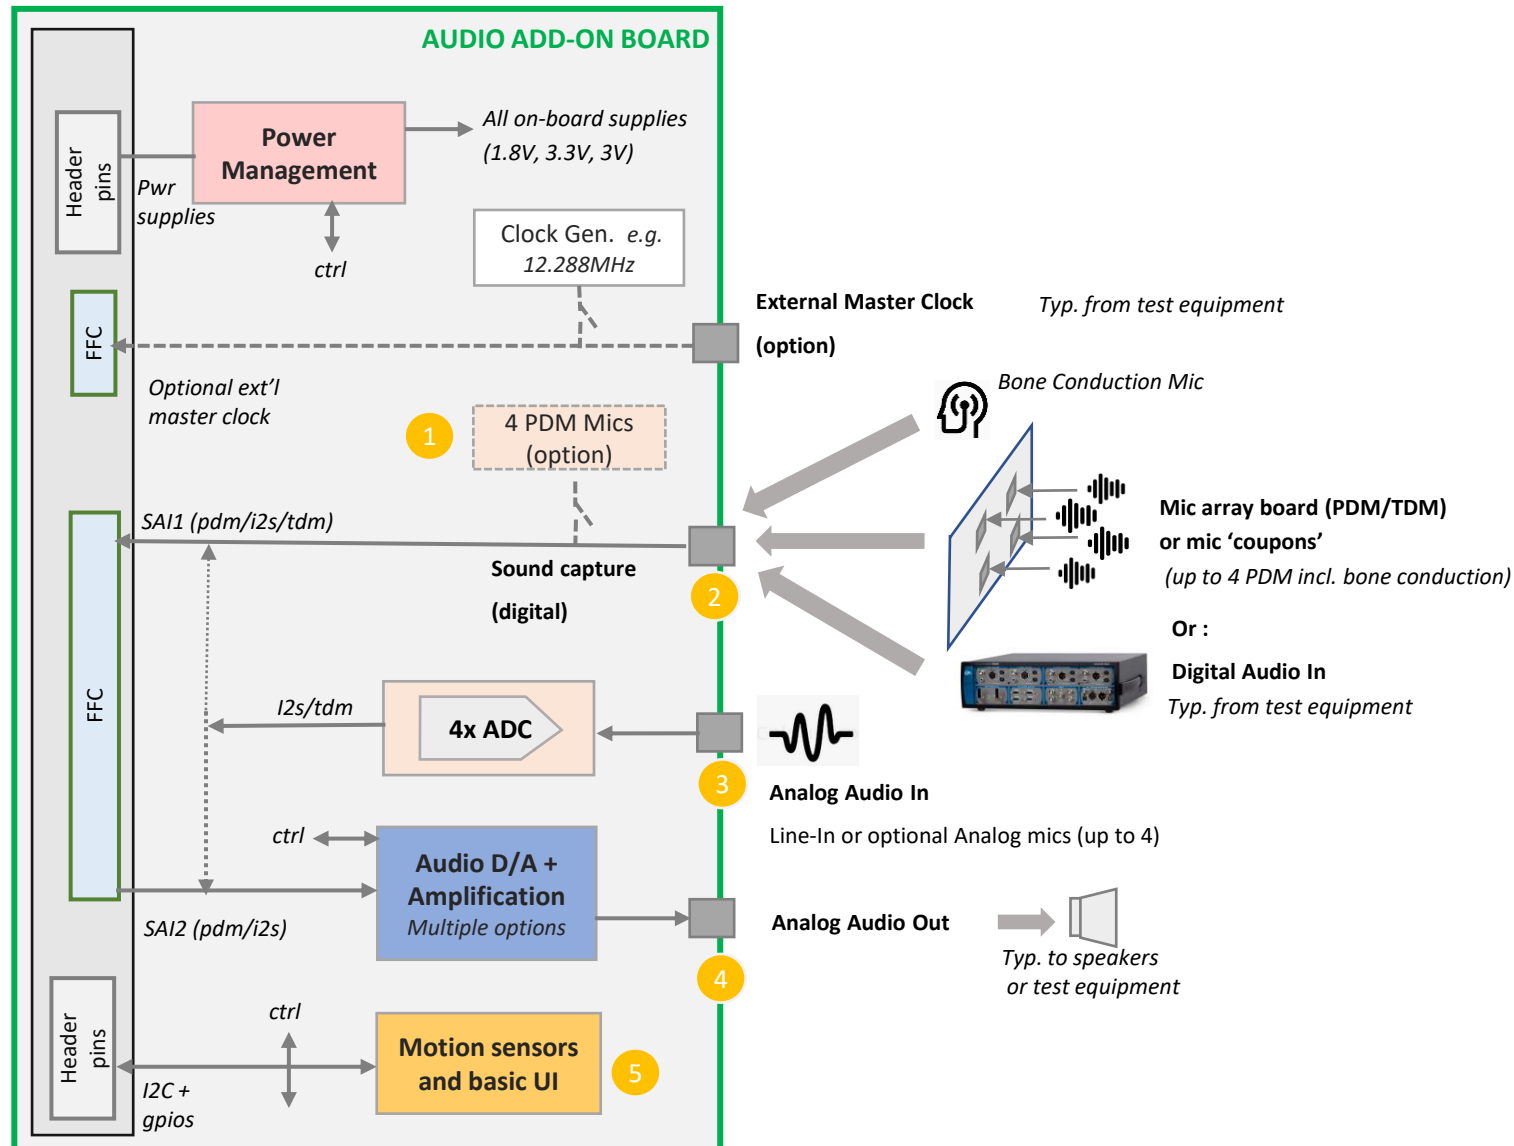 AUDIO ADD-ON BOARD
Header
pins
Power
Management
All on-board supplies
(1.8V, 3.3V, 3V)
Pwr
supplies
ctrl
Clock Gen. e.g.
12.288MHz
FFC
External Master Clock
(option)
Typ. from test equipment
Optional ext’l
master clock
Bone Conduction Mic
1
4 PDM Mics
(option)
SAI1 (pdm/i2s/tdm)
Sound capture
(digital)
2
Mic array board (PDM/TDM)
or mic ‘coupons’
(up to 4 PDM incl. bone conduction)
Or :
Digital Audio In
Typ. from test equipment
FFC
I2s/tdm
4x ADC
3
Analog Audio In
Line-In or optional Analog mics (up to 4)
ctrl
Audio D/A +
Amplification
Multiple options
SAI2 (pdm/i2s)
Analog Audio Out
4
Typ. to speakers
or test equipment
Header
pins
ctrl
Motion sensors
and basic UI
5
I2C +
gpios